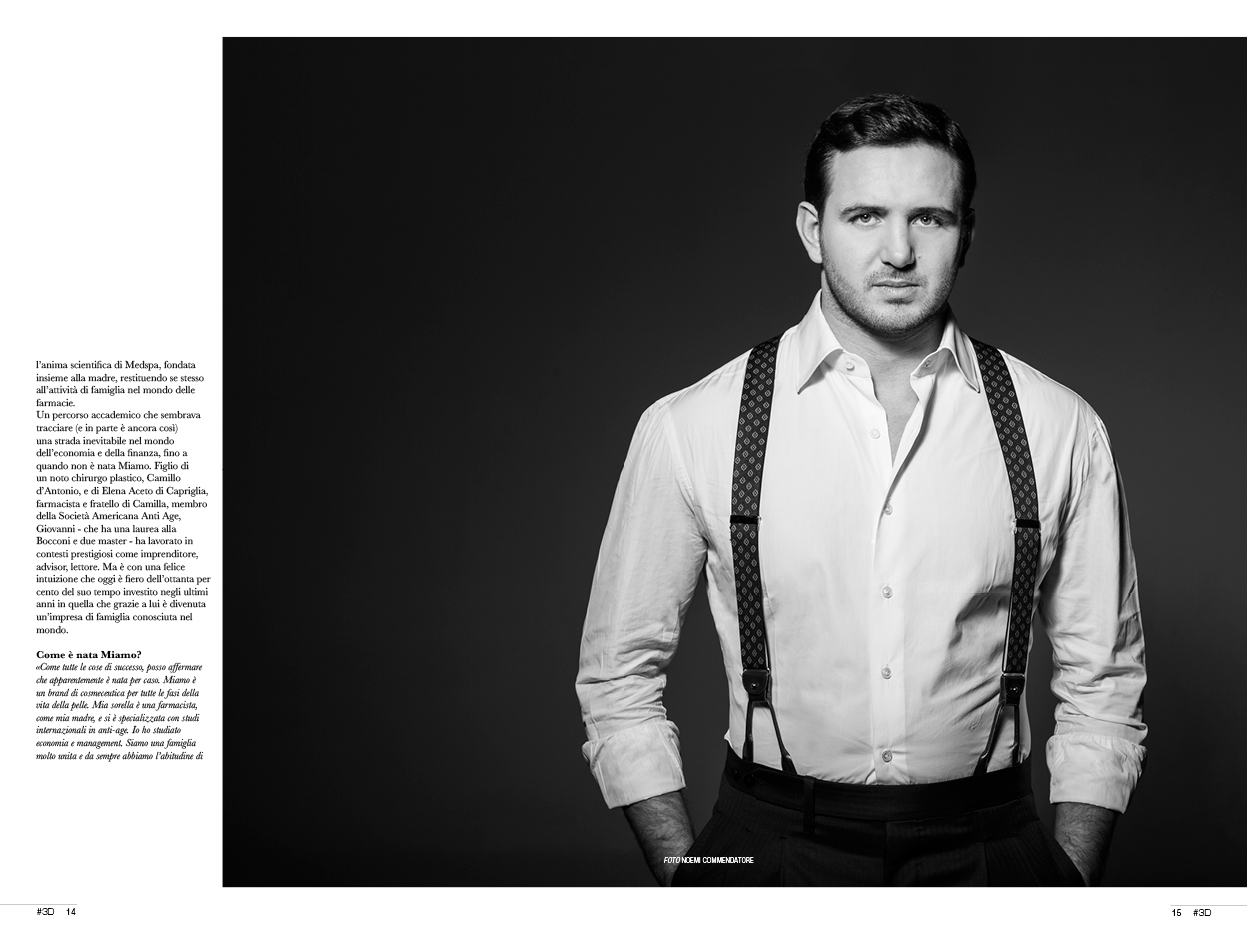 l'anima scientifica di Medspa, fondata
insieme alla madre, restituendo se stesso
all'attività di famiglia nel mondo delle
farmacie.
Un percorso accademico che sembrava
tracciare (e in parte è ancora così)
una strada inevitabile nel mondo
dell'economia e della finanza, fino a
quando non è nata Miamo. Figlio di
un noto chirurgo plastico, Camillo
d'Antonio, e di Elena Aceto di Capriglia,
farmacista e fratello di Camilla, membro
della Società Americana Anti Age,
Giovanni - che ha una laurea alla
Bocconi e due master - ha lavorato in
contesti prestigiosi come imprenditore,
advisor, lettore. Ma è con una felice
intuizione che oggi è fiero dell'ottanta per
cento del suo tempo investito negli ultimi
anni in quella che grazie a lui è divenuta
un'impresa di famiglia conosciuta nel
mondo.
Come è nata Miamo?
«Come tutte le cose di successo, posso affermare
che apparentemente è nata per caso. Miamo è
un brand di cosmeceutica per tutte le fasi della
vita della pelle. Mia sorella è una farmacista,
come mia madre, e si è specializzata con studi
internazionali in anti-age. Io ho studiato
economia e management. Siamo una famiglia
molto unita e da sempre abbiamo l'abitudine di
FOTO NOEMI COMMENDATORE
#3D 14
15 #3D